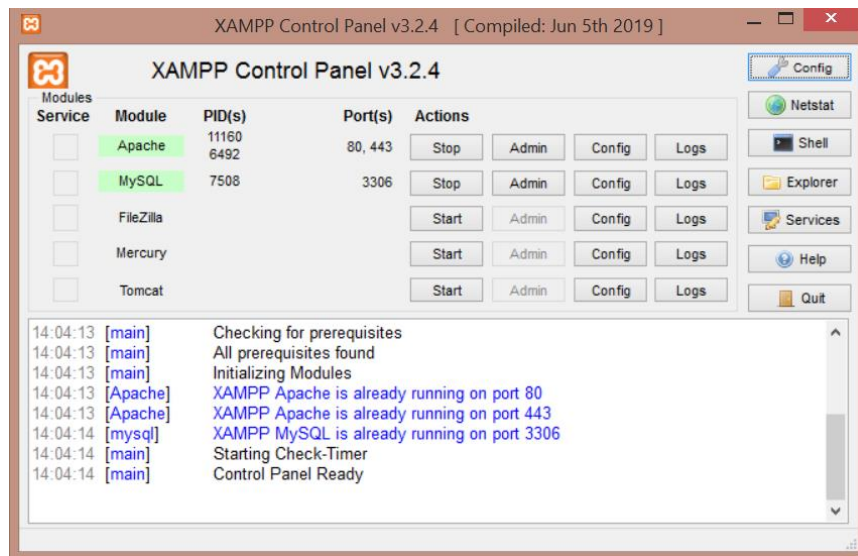 XAMPP Control Panel v3.2.4 [ Compiled: Jun 5th 2019 ]
XAMPP Control Panel v3.2.4
Config
Modules
Service Module PID(s) Port(s) Actions
Netstat
Apache 11160 6492 80, 443 Stop Admin Config Logs
Shell
MySQL 7508 3306 Stop Admin Config Logs
Explorer
FileZilla Start Admin Config Logs
Services
Mercury Start Admin Config Logs
Help
Tomcat Start Admin Config Logs
Quit
14:04:13 [main] Checking for prerequisites
14:04:13 [main] All prerequisites found
14:04:13 [main] Initializing Modules
14:04:13 [Apache] XAMPP Apache is already running on port 80
14:04:13 [Apache] XAMPP Apache is already running on port 443
14:04:14 [mysql] XAMPP MySQL is already running on port 3306
14:04:14 [main] Starting Check-Timer
14:04:14 [main] Control Panel Ready